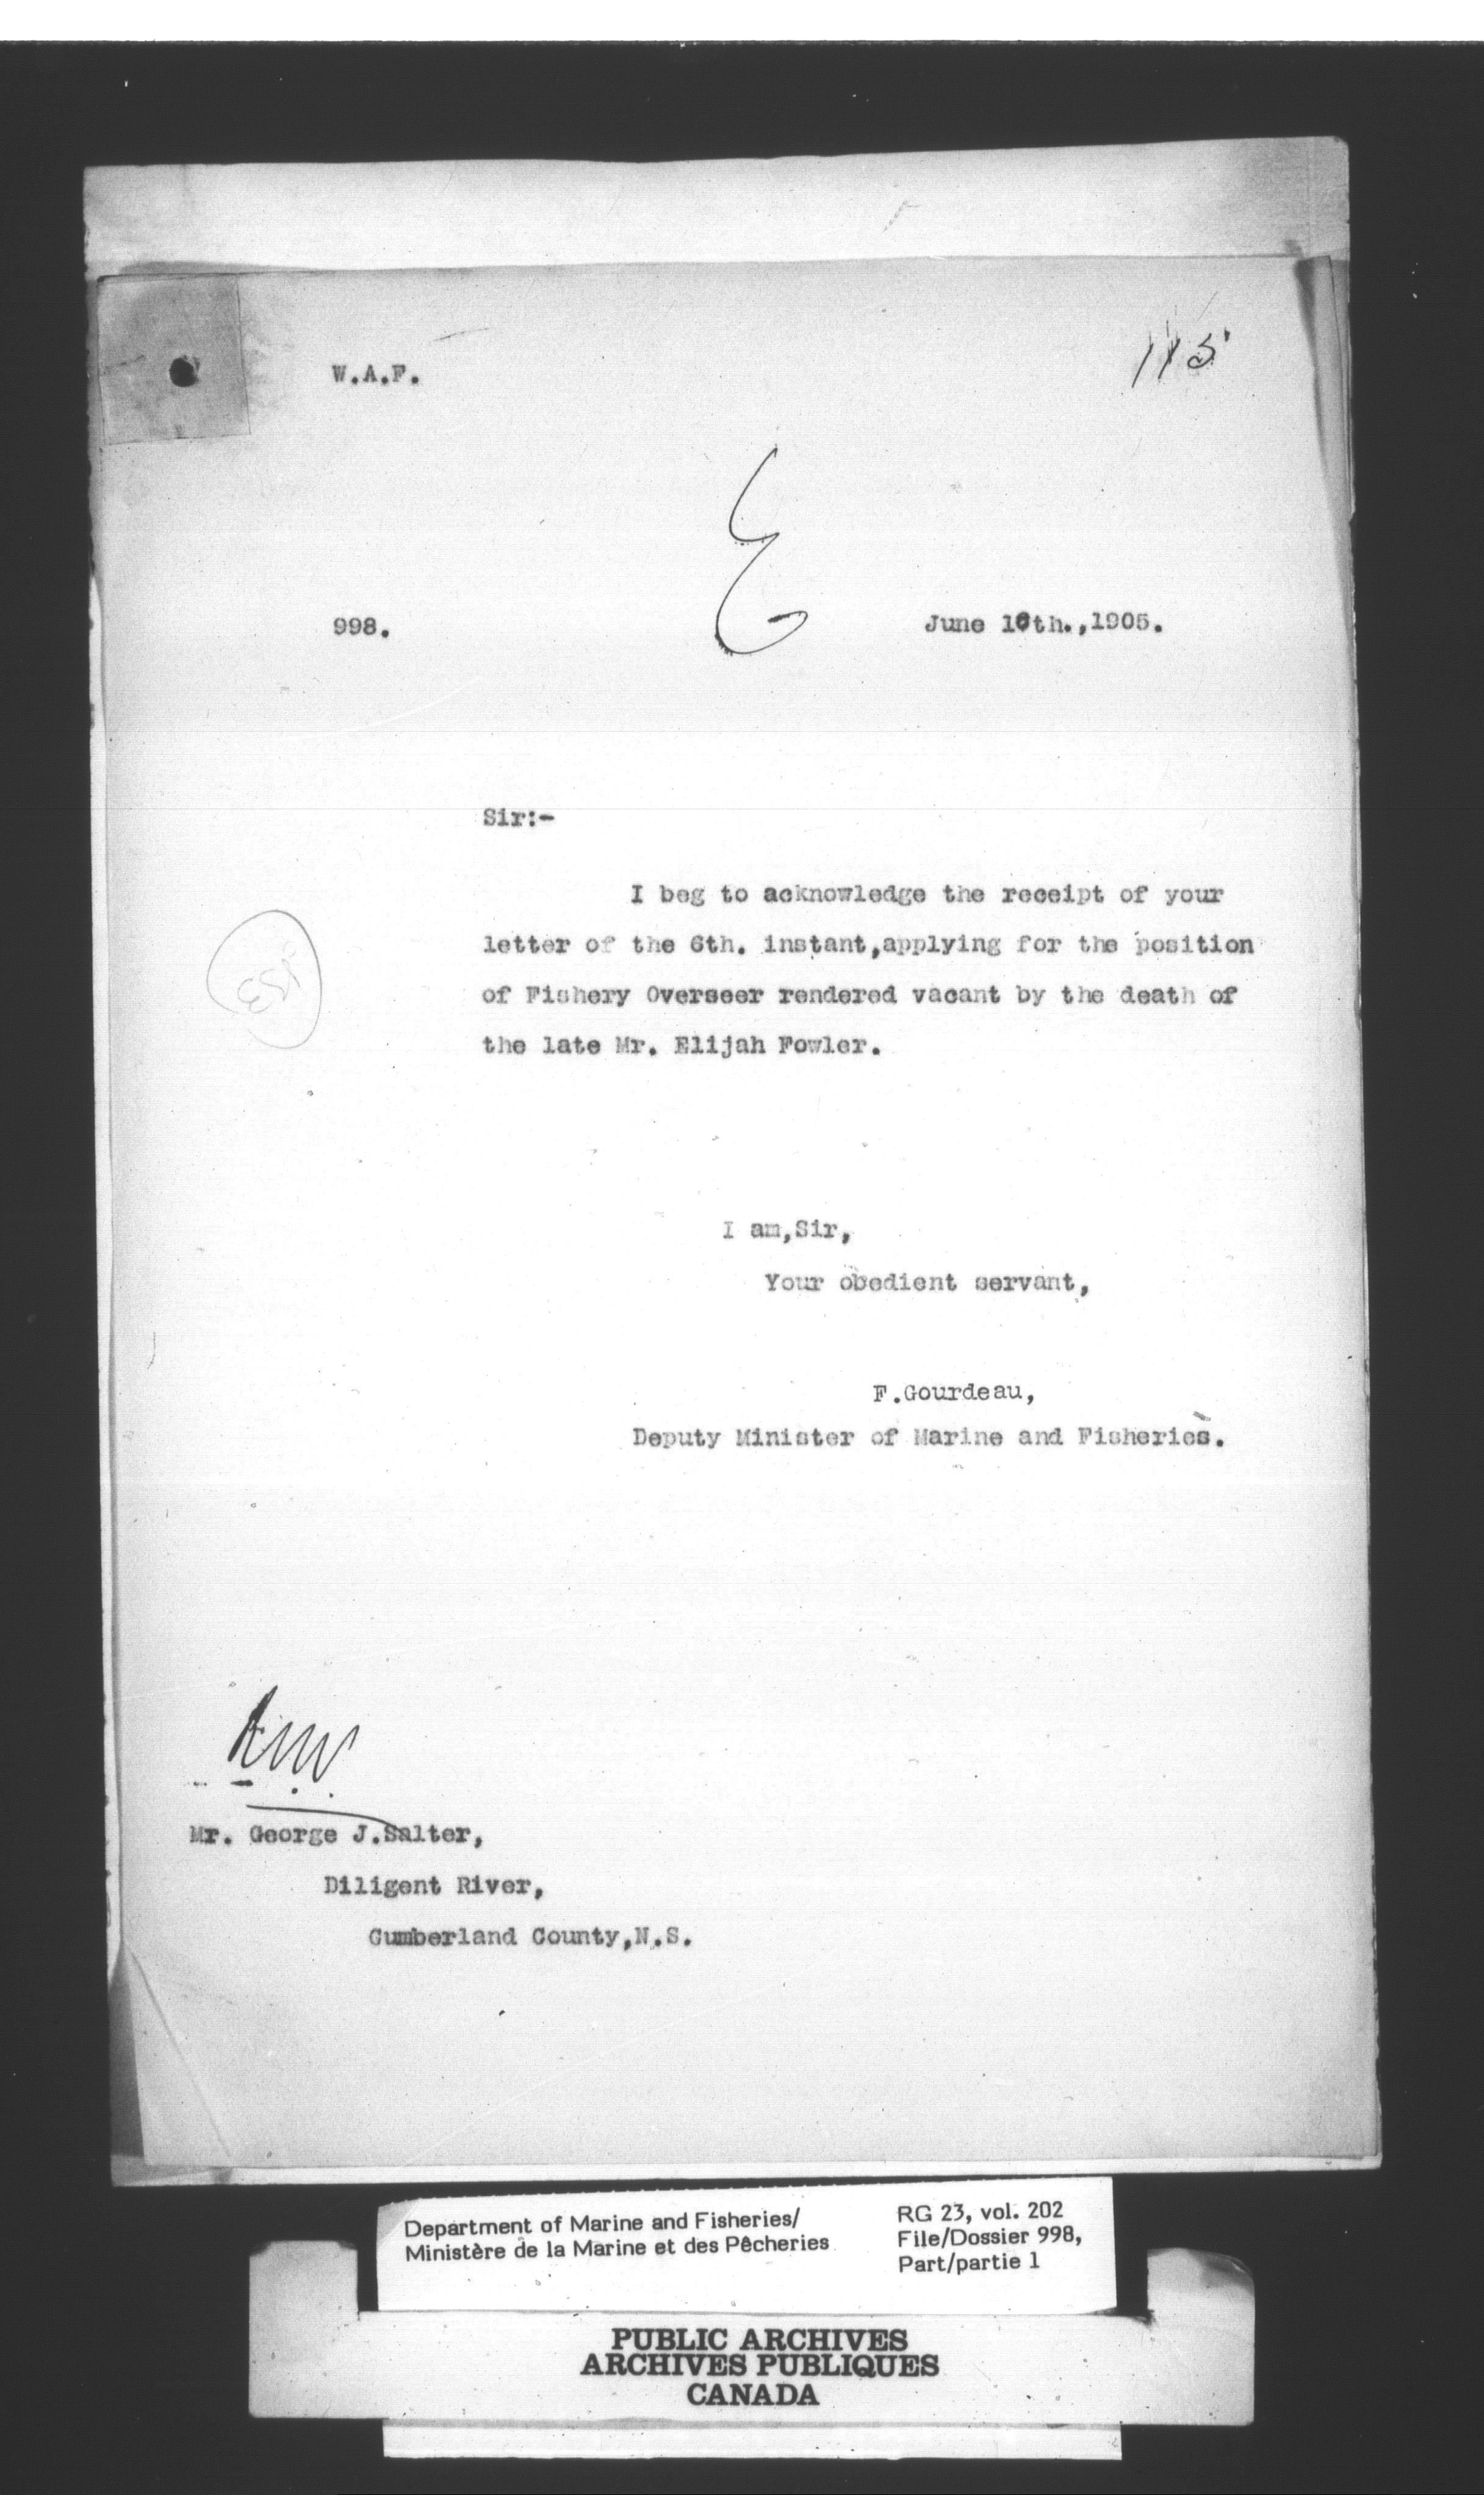 W.A.F.
115
E
998.
June 10th.,1905.
Sir:-
I beg to acknowledge the receipt of your
letter of the 6th. instant,applying for the position
of Fishery Overseer rendered vacant by the death of
the late Mr. Elijah Fowler.
I am,Sir,
Your obedient servant,
F.Gourdeau,
Deputy Minister of Marine and Fisheries.
Mr. George J.Salter,
Diligent River,
Cumberland County,N.S.
Department of Marine and Fisheries/
Ministère de la Marine et des Pêcheries
RG 23, vol. 202
File/Dossier 998,
Part/partie 1
PUBLIC ARCHIVES
ARCHIVES PUBLIQUES
CANADA